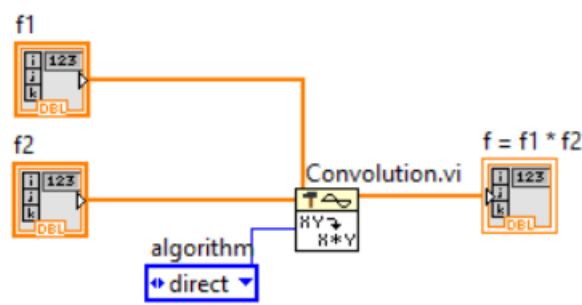 f1
i
j
k
123
DBL
f2
i
j
k
123
DBL
Convolution.vi
XY
X*Y
algorithm
direct
f = f1 * f2
i
j
k
123
DBL